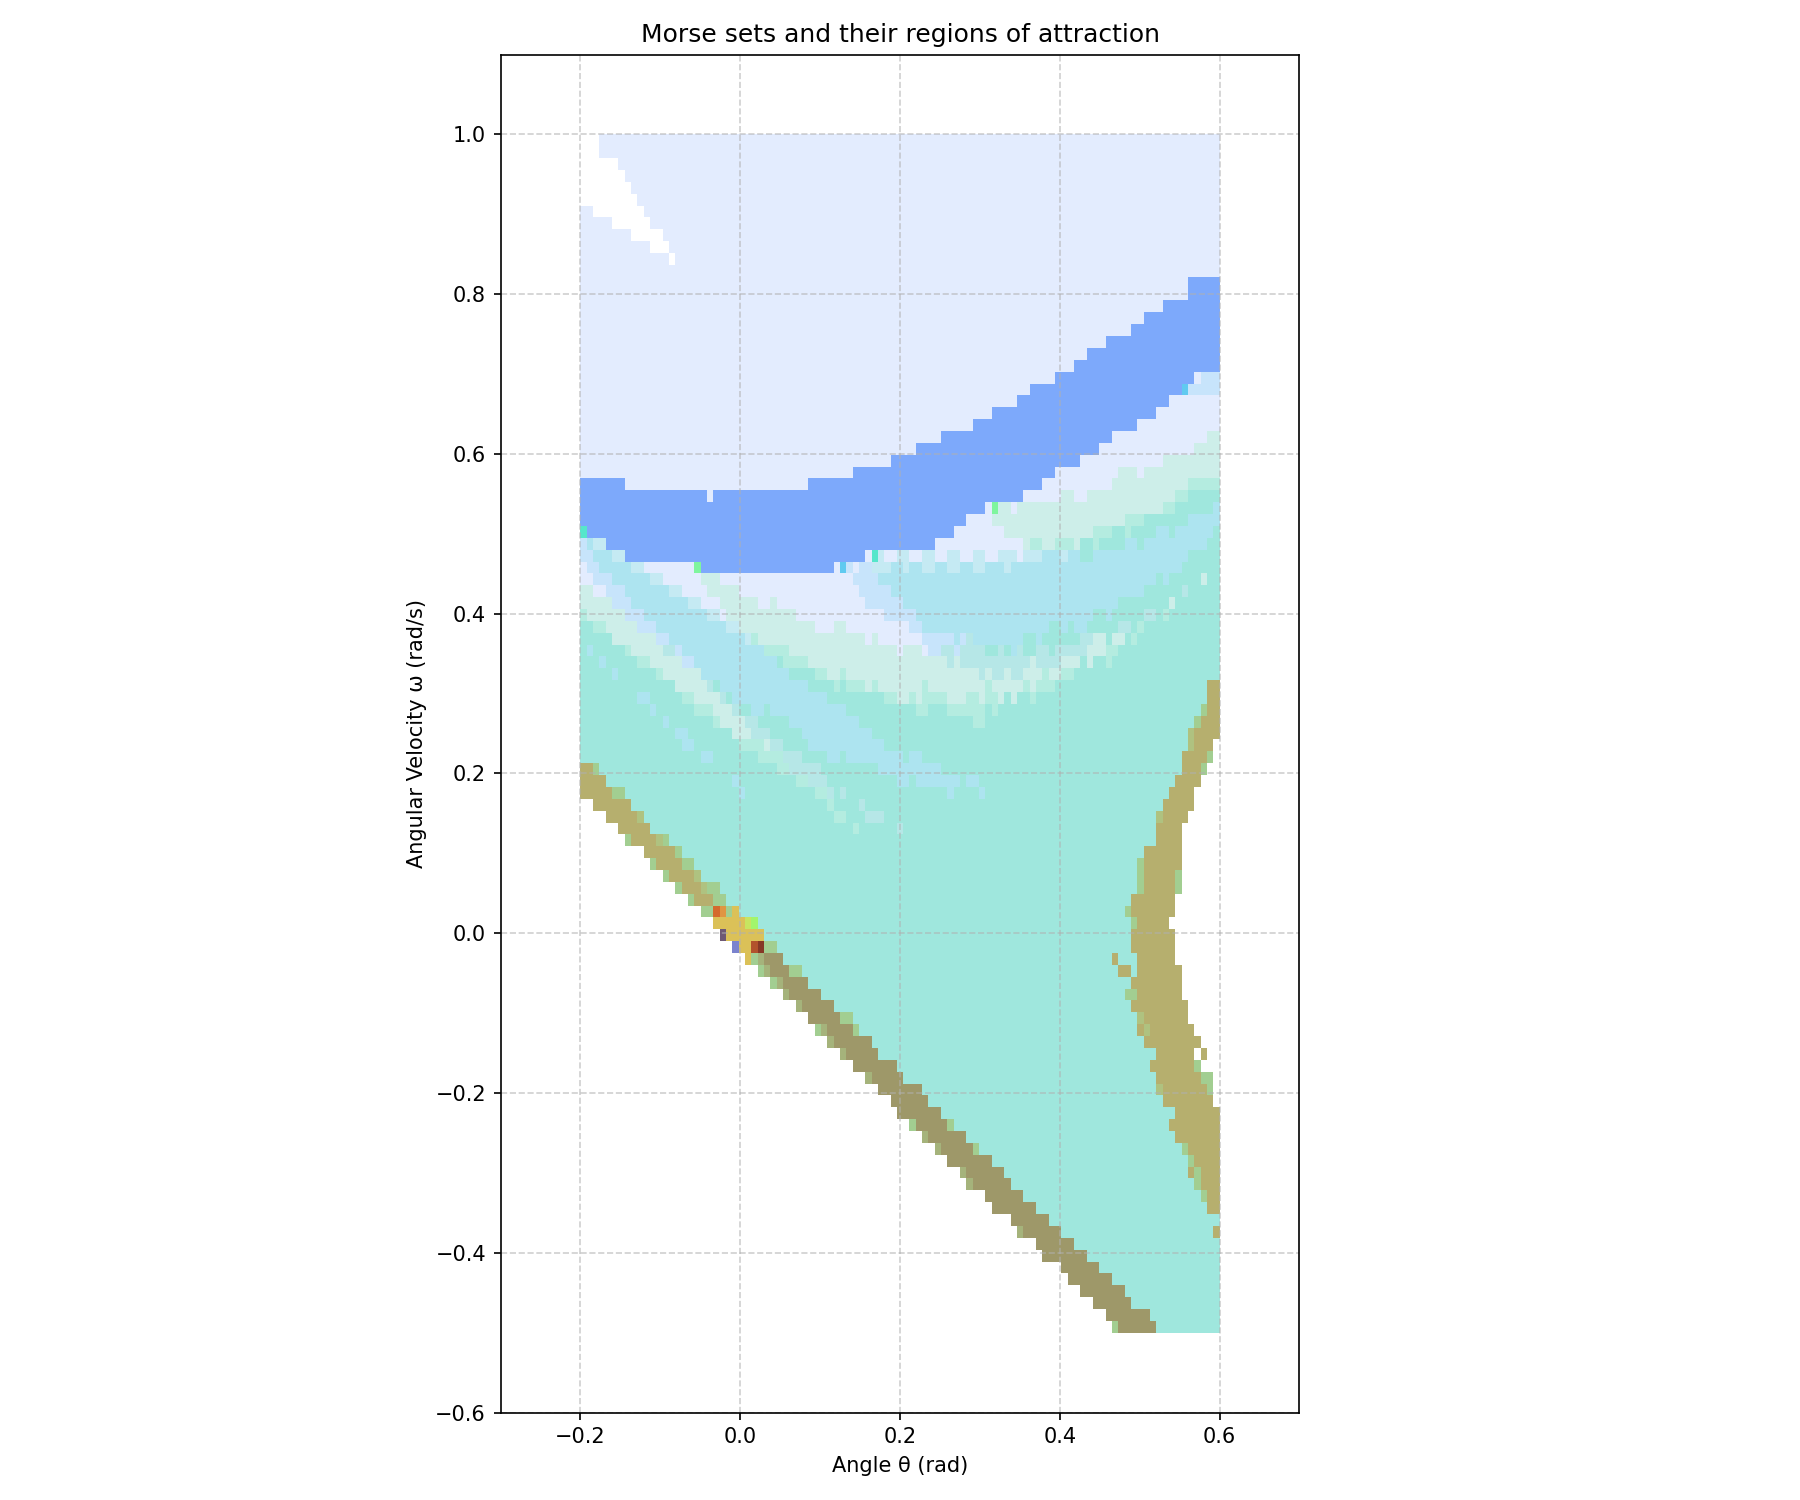 Morse sets and their regions of attraction
1.0
0.8
0.6
0.4
0.2
0.0
−0.2
−0.4
−0.6
Angular Velocity ω (rad/s)
−0.2 0.0 0.2 0.4 0.6
Angle θ (rad)